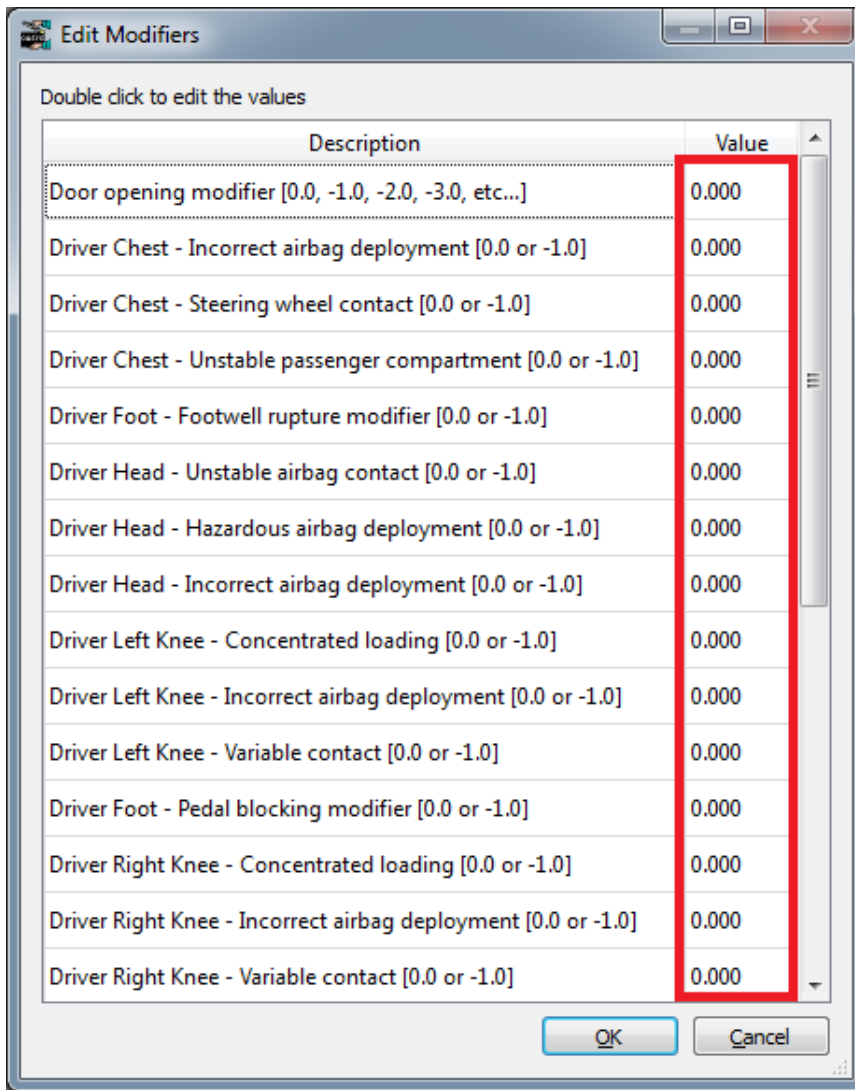 Edit Modifiers
Double click to edit the values
Description Value
Door opening modifier [0.0, -1.0, -2.0, -3.0, etc...] 0.000
Driver Chest - Incorrect airbag deployment [0.0 or -1.0] 0.000
Driver Chest - Steering wheel contact [0.0 or -1.0] 0.000
Driver Chest - Unstable passenger compartment [0.0 or -1.0] 0.000
Driver Foot - Footwell rupture modifier [0.0 or -1.0] 0.000
Driver Head - Unstable airbag contact [0.0 or -1.0] 0.000
Driver Head - Hazardous airbag deployment [0.0 or -1.0] 0.000
Driver Head - Incorrect airbag deployment [0.0 or -1.0] 0.000
Driver Left Knee - Concentrated loading [0.0 or -1.0] 0.000
Driver Left Knee - Incorrect airbag deployment [0.0 or -1.0] 0.000
Driver Left Knee - Variable contact [0.0 or -1.0] 0.000
Driver Foot - Pedal blocking modifier [0.0 or -1.0] 0.000
Driver Right Knee - Concentrated loading [0.0 or -1.0] 0.000
Driver Right Knee - Incorrect airbag deployment [0.0 or -1.0] 0.000
Driver Right Knee - Variable contact [0.0 or -1.0] 0.000
OK Cancel